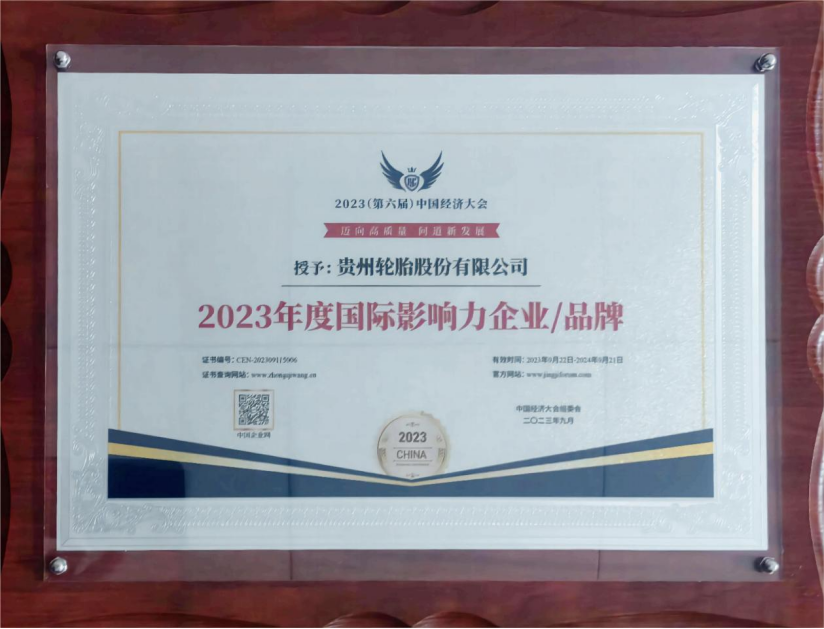 2023(第六届)中国经济大会
迈向高质量 问道新发展
授予:贵州轮胎股份有限公司
2023年度国际影响力企业/品牌
证书编号:CEN-202309115006
有效时间:2023年9月22日-2024年9月21日
证书查询网站:
官方网站:www.jingjiforum.com
中国企业网
中国经济大会组委会
二〇二三年九月
2023
CHINA